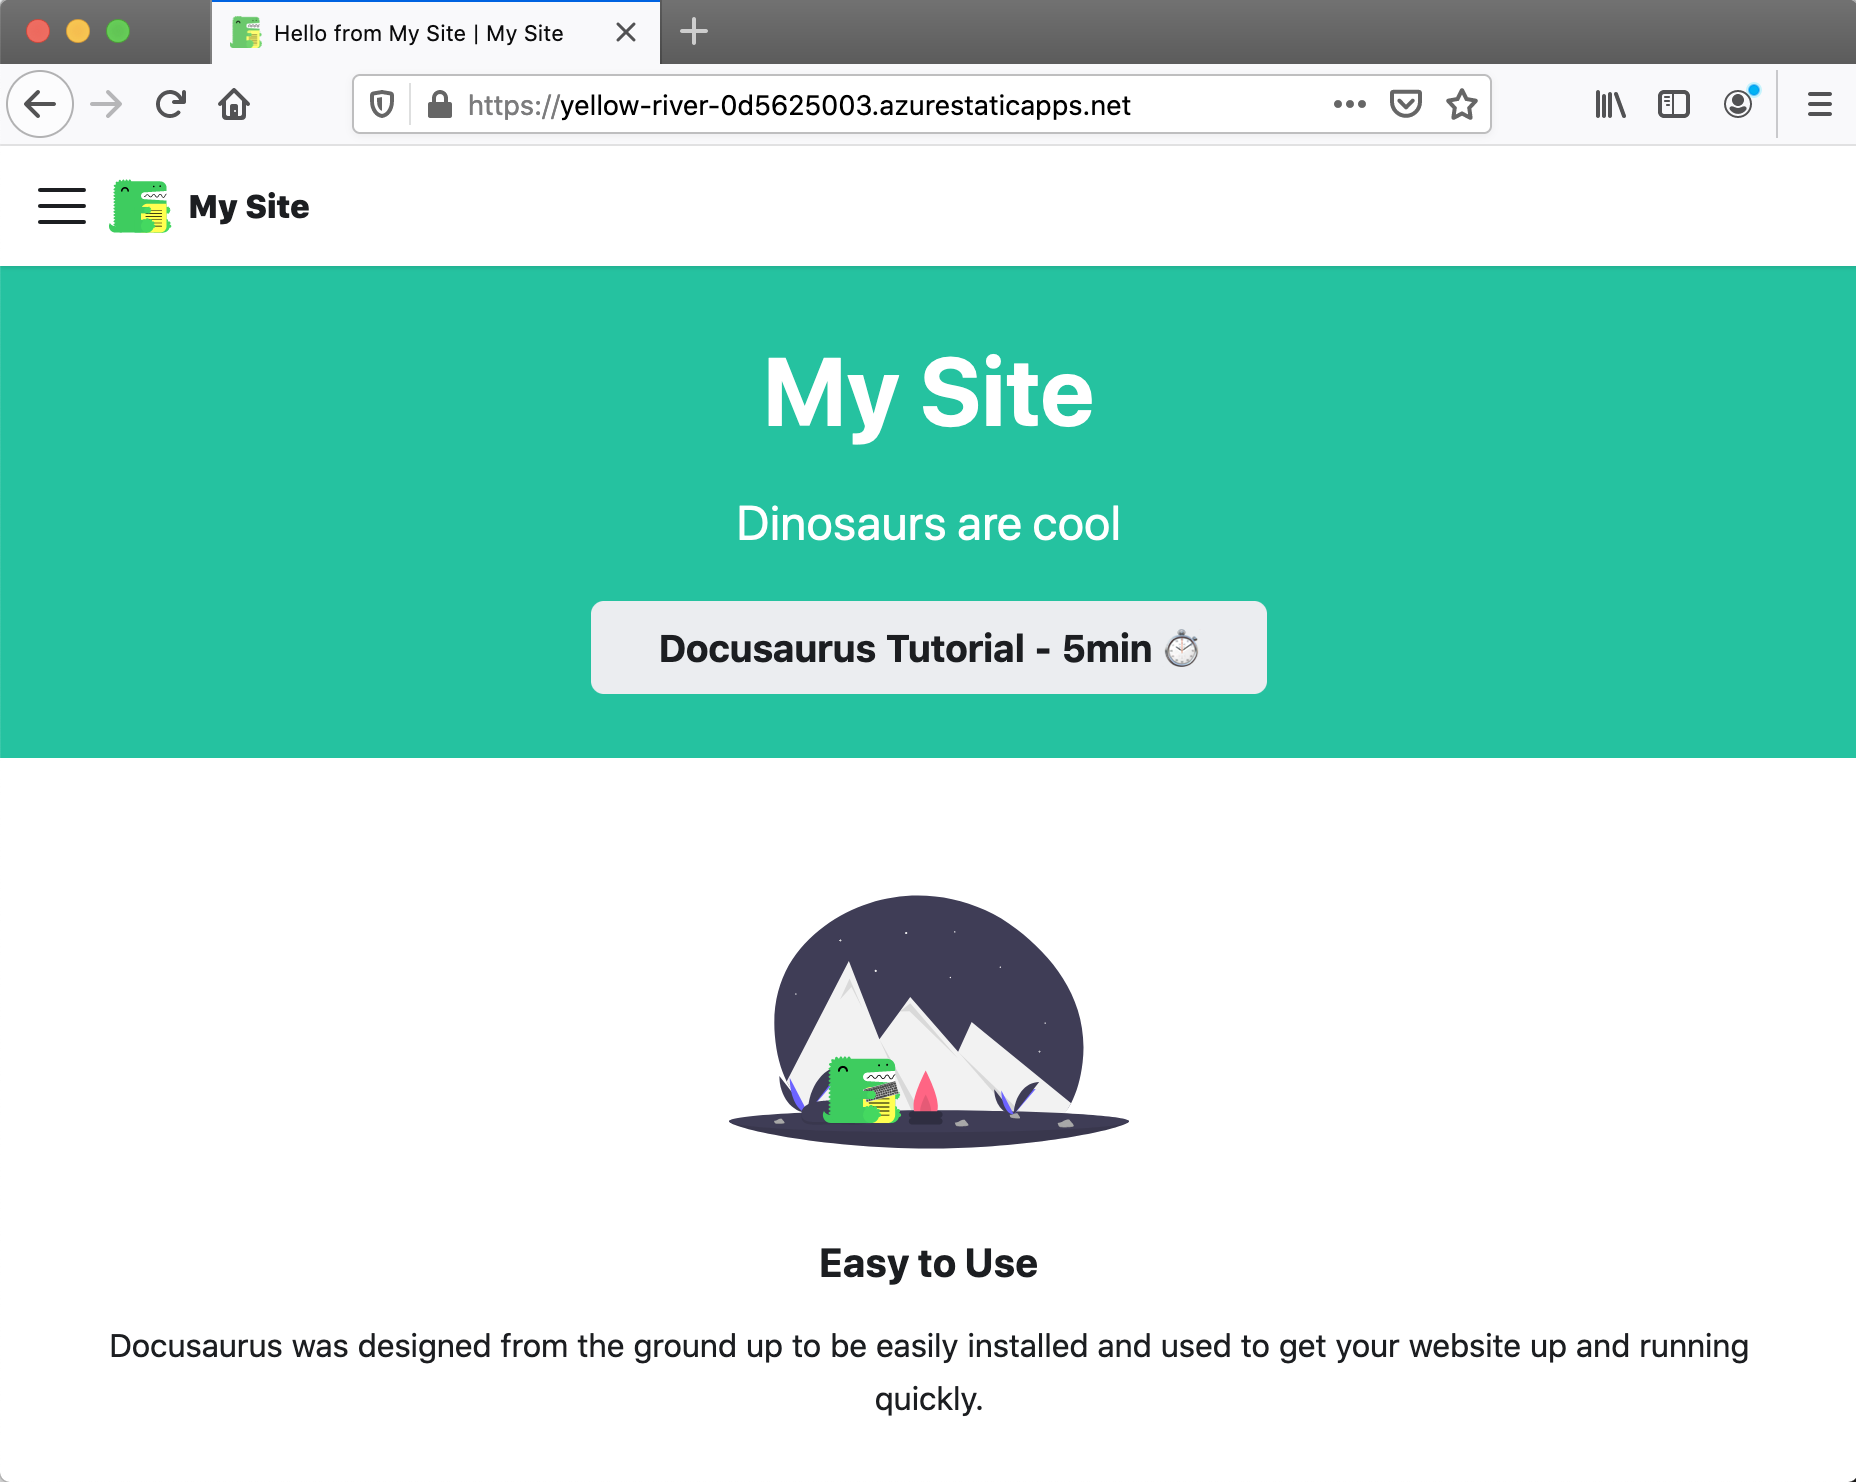 Hello from My Site | My Site
https://yellow-river-0d5625003.azurestaticapps.net
My Site
My Site
Dinosaurs are cool
Docusaurus Tutorial - 5min ⏱️
Easy to Use
Docusaurus was designed from the ground up to be easily installed and used to get your website up and running
quickly.